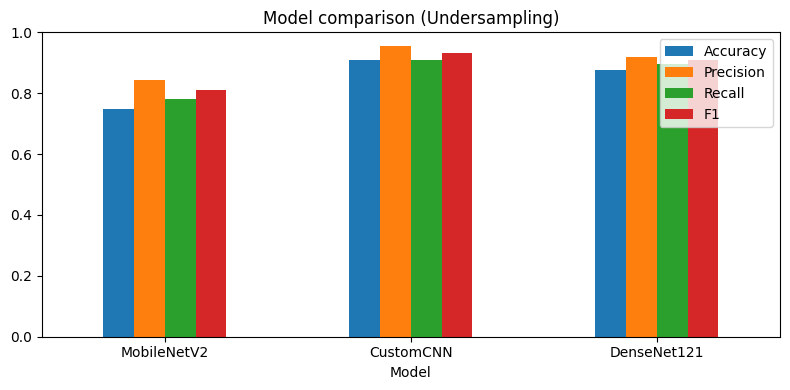 Model comparison (Undersampling)
1.0
0.8
0.6
0.4
0.2
0.0
Accuracy
Precision
Recall
F1
MobileNetV2 CustomCNN DenseNet121
Model